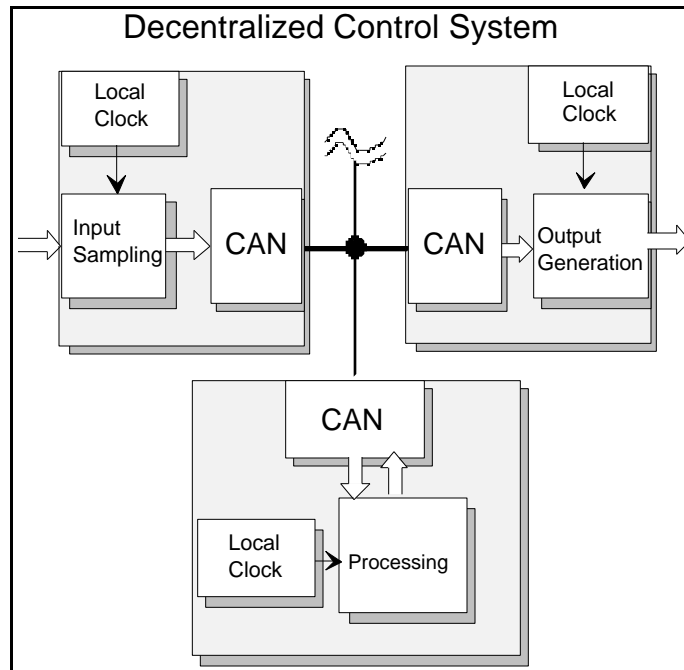 Decentralized Control System
Local
Clock
Input
Sampling
CAN
Local
Clock
CAN
Output
Generation
CAN
Local
Clock
Processing